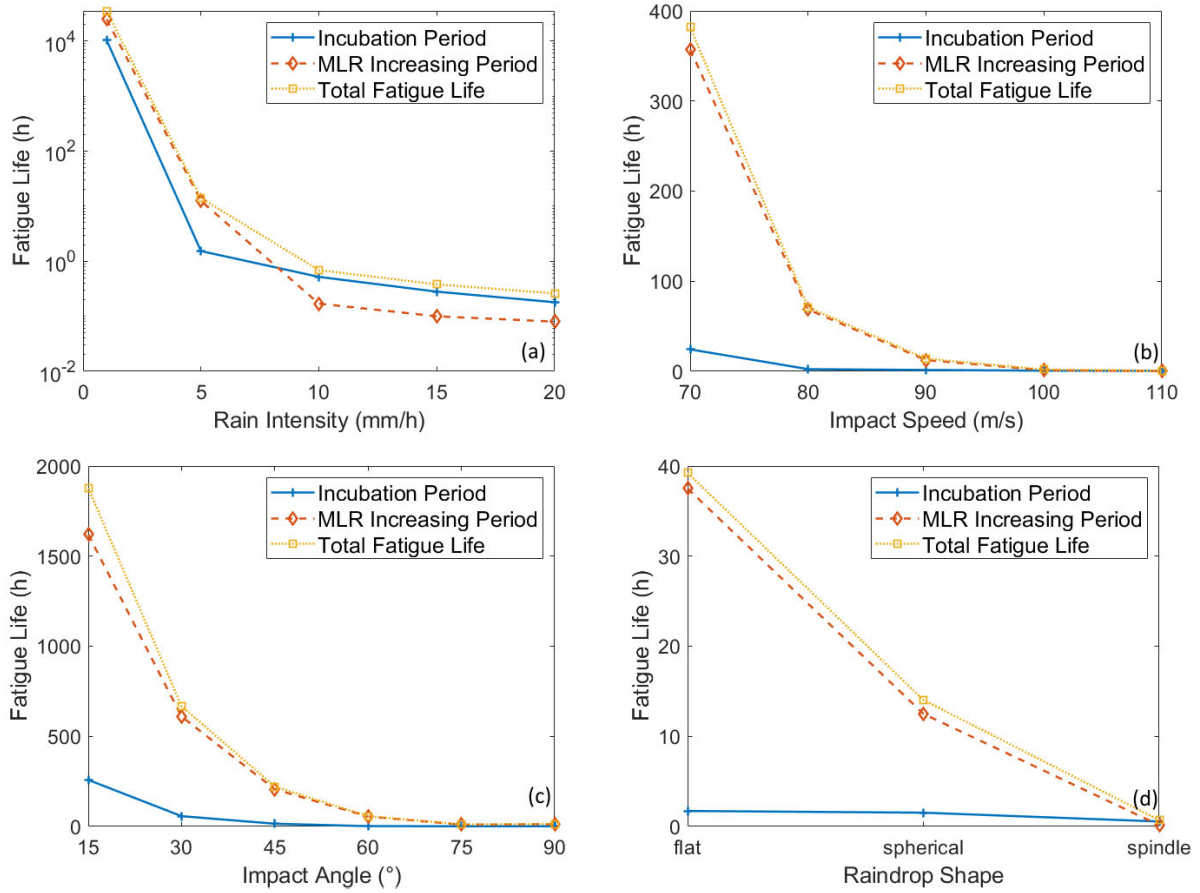 10^4
10^2
10^0
10^-2
Fatigue Life (h)
Incubation Period
MLR Increasing Period
Total Fatigue Life
(a)
0 5 10 15 20
Rain Intensity (mm/h)
400
300
200
100
0
Fatigue Life (h)
Incubation Period
MLR Increasing Period
Total Fatigue Life
(b)
70 80 90 100 110
Impact Speed (m/s)
2000
1500
1000
500
0
Fatigue Life (h)
Incubation Period
MLR Increasing Period
Total Fatigue Life
(c)
15 30 45 60 75 90
Impact Angle (°)
40
30
20
10
0
Fatigue Life (h)
Incubation Period
MLR Increasing Period
Total Fatigue Life
(d)
flat spherical spindle
Raindrop Shape